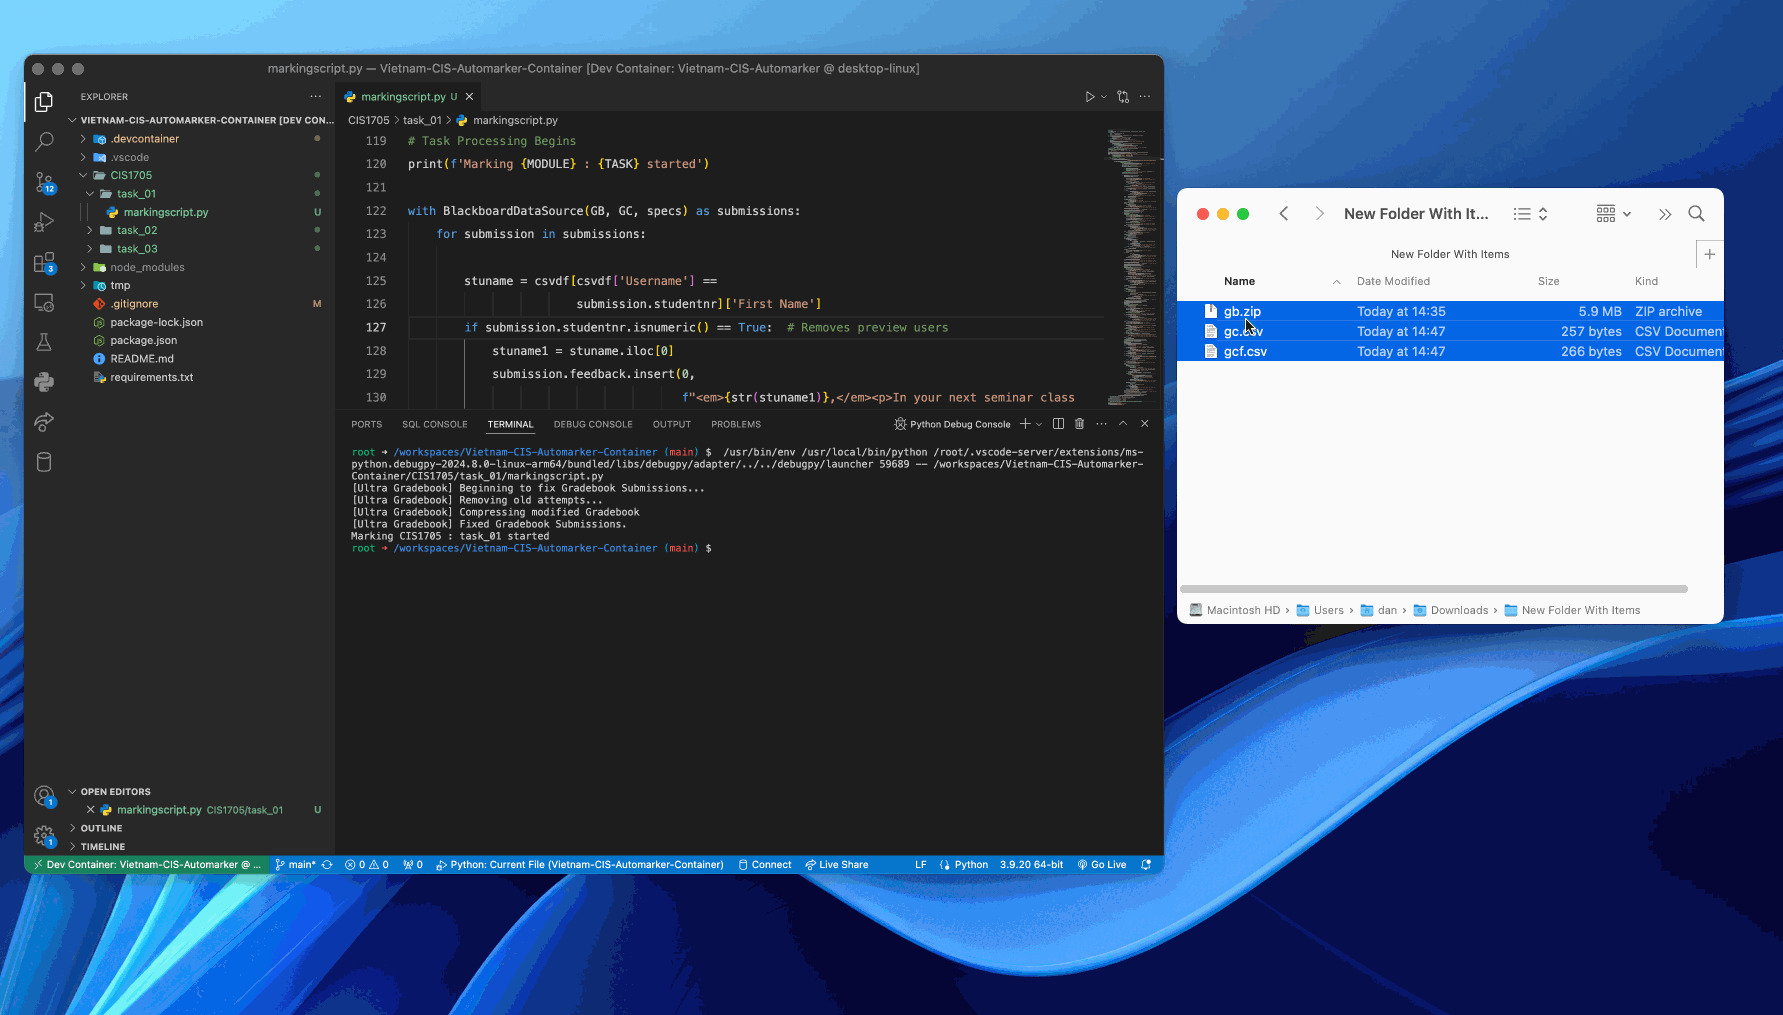 markingscript.py — Vietnam-CIS-Automarker-Container [Dev Container: Vietnam-CIS-Automarker @ desktop-linux]
EXPLORER
VIETNAM-CIS-AUTOMARKER-CONTAINER [DEV CON...
.devcontainer
.vscode
CIS1705
task_01
markingscript.py U
task_02
task_03
node_modules
tmp
.gitignore M
package-lock.json
package.json
README.md
requirements.txt
12
3
1
1
OPEN EDITORS
markingscript.py CIS1705/task_01 U
OUTLINE
TIMELINE
markingscript.py U
CIS1705 > task_01 > markingscript.py
119 # Task Processing Begins
120 print(f'Marking {MODULE} : {TASK} started')
121
122 with BlackboardDataSource(GB, GC, specs) as submissions:
123 for submission in submissions:
124
125 stuname = csvdf[csvdf['Username'] ==
126 submission.studentnr]['First Name']
127 if submission.studentnr.isnumeric() == True: # Removes preview users
128 stuname1 = stuname.iloc[0]
129 submission.feedback.insert(0,
130 f"<em>{str(stuname1)},</em><p>In your next seminar class
PORTS SQL CONSOLE TERMINAL DEBUG CONSOLE OUTPUT PROBLEMS Python Debug Console
root → /workspaces/Vietnam-CIS-Automarker-Container (main) $ /usr/bin/env /usr/local/bin/python /root/.vscode-server/extensions/ms-
python.debugpy-2024.8.0-linux-arm64/bundled/libs/debugpy/adapter/../../debugpy/launcher 59689 -- /workspaces/Vietnam-CIS-Automarker-
Container/CIS1705/task_01/markingscript.py
[Ultra Gradebook] Beginning to fix Gradebook Submissions...
[Ultra Gradebook] Removing old attempts...
[Ultra Gradebook] Compressing modified Gradebook
[Ultra Gradebook] Fixed Gradebook Submissions.
Marking CIS1705 : task_01 started
root → /workspaces/Vietnam-CIS-Automarker-Container (main) $
Dev Container: Vietnam-CIS-Automarker @ ... main* 0 0 0 Python: Current File (Vietnam-CIS-Automarker-Container) Connect Live Share LF Python 3.9.20 64-bit Go Live
New Folder With It...
New Folder With Items
Name Date Modified Size Kind
gb.zip Today at 14:35 5.9 MB ZIP archive
gc.csv Today at 14:47 257 bytes CSV Documen
gcf.csv Today at 14:47 266 bytes CSV Documen
Macintosh HD › Users › dan › Downloads › New Folder With Items